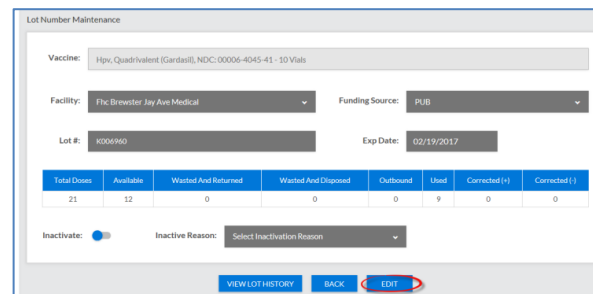 Lot Number Maintenance
Vaccine: Hpv, Quadrivalent (Gardasil), NDC: 00006-4045-41 - 10 Vials
Facility: Fhc Brewster Jay Ave Medical Funding Source: PUB
Lot #: K006960 Exp Date: 02/19/2017
Total Doses Available Wasted And Returned Wasted And Disposed Outbound Used Corrected (+) Corrected (-)
21 12 0 0 0 9 0 0
Inactivate: Inactive Reason: Select Inactivation Reason
VIEW LOT HISTORY BACK EDIT